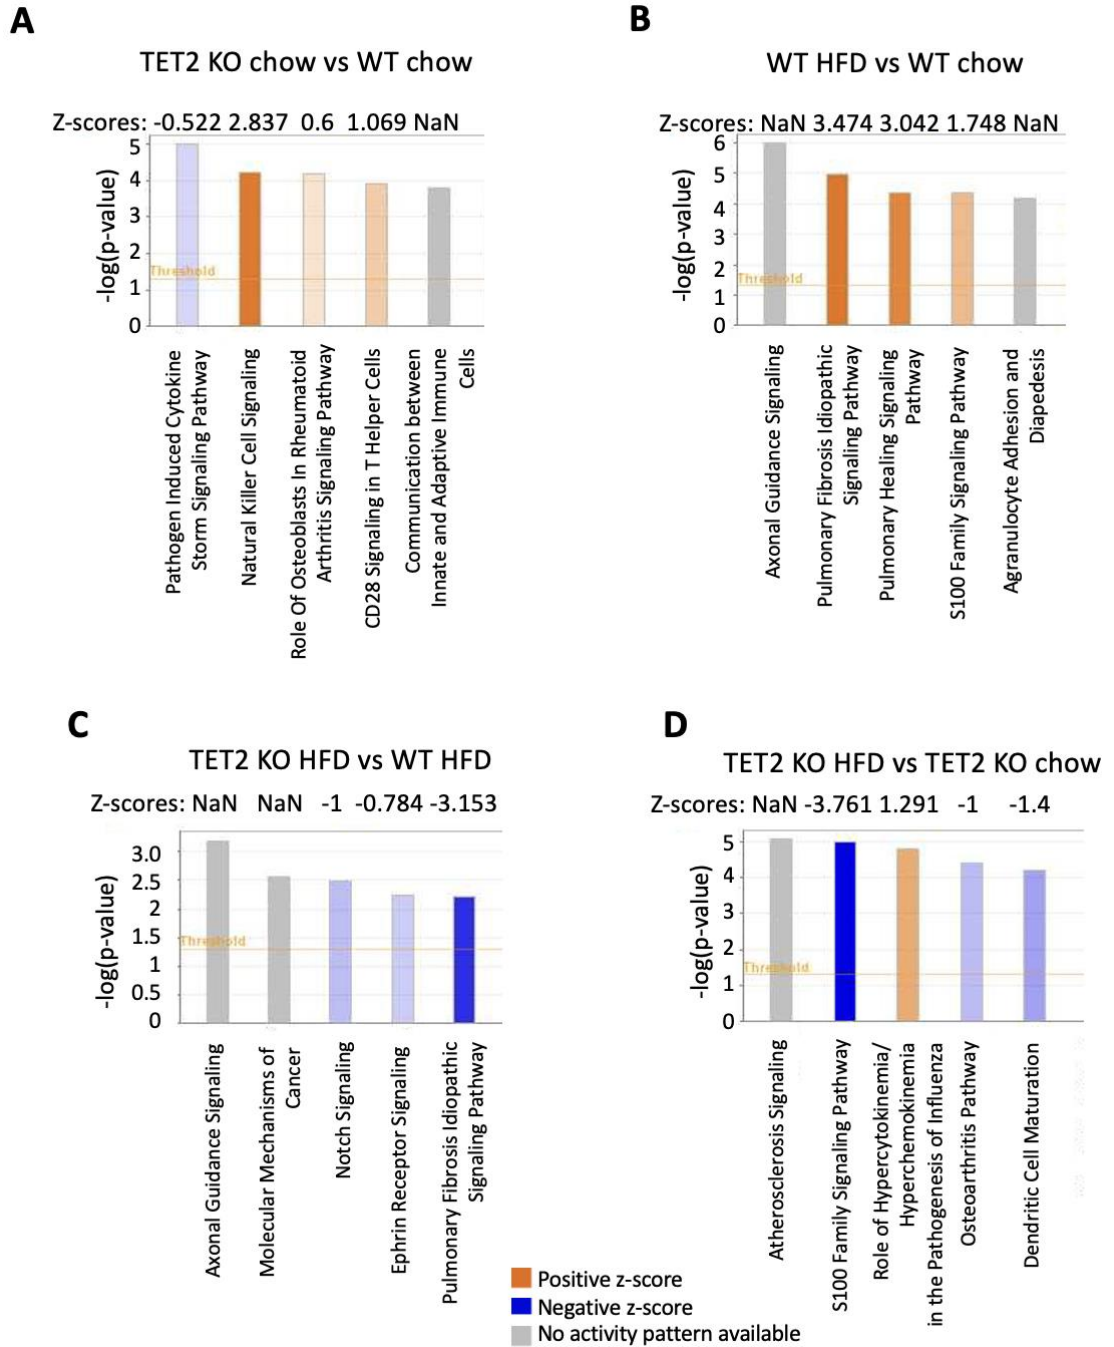 A
TET2 KO chow vs WT chow
Z-scores: -0.522 2.837 0.6 1.069 NaN
-log(p-value)
5
4
3
2
1
0
Threshold
Pathogen Induced Cytokine
Storm Signaling Pathway
Natural Killer Cell Signaling
Role Of Osteoblasts In Rheumatoid
Arthritis Signaling Pathway
CD28 Signaling in T Helper Cells
Communication between
Innate and Adaptive Immune
Cells
B
WT HFD vs WT chow
Z-scores: NaN 3.474 3.042 1.748 NaN
-log(p-value)
6
5
4
3
2
1
0
Threshold
Axonal Guidance Signaling
Pulmonary Fibrosis Idiopathic
Signaling Pathway
Pulmonary Healing Signaling
Pathway
S100 Family Signaling Pathway
Agranulocyte Adhesion and
Diapedesis
C
TET2 KO HFD vs WT HFD
Z-scores: NaN NaN -1 -0.784 -3.153
-log(p-value)
3.0
2.5
2
1.5
1
0.5
0
Threshold
Axonal Guidance Signaling
Molecular Mechanisms of
Cancer
Notch Signaling
Ephrin Receptor Signaling
Pulmonary Fibrosis Idiopathic
Signaling Pathway
D
TET2 KO HFD vs TET2 KO chow
Z-scores: NaN -3.761 1.291 -1 -1.4
-log(p-value)
5
4
3
2
1
0
Threshold
Atherosclerosis Signaling
S100 Family Signaling Pathway
Role of Hypercytokinemia/
Hyperchemokinemia
in the Pathogenesis of Influenza
Osteoarthritis Pathway
Dendritic Cell Maturation
Positive z-score
Negative z-score
No activity pattern available